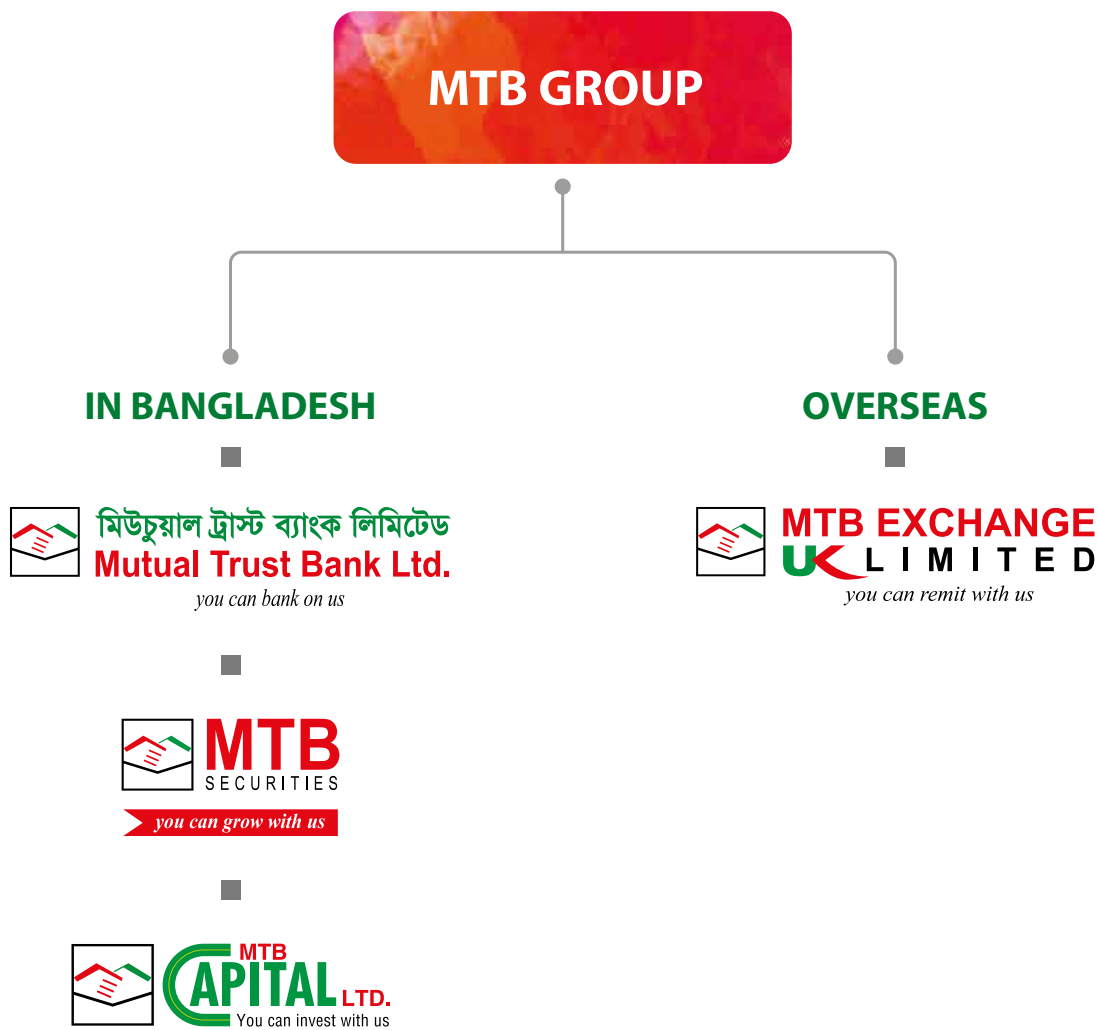 MTB GROUP
IN BANGLADESH
মিউচুয়াল ট্রাস্ট ব্যাংক লিমিটেড
Mutual Trust Bank Ltd.
you can bank on us
MTB
SECURITIES
you can grow with us
MTB
CAPITAL LTD.
You can invest with us
OVERSEAS
MTB EXCHANGE
UK LIMITED
you can remit with us